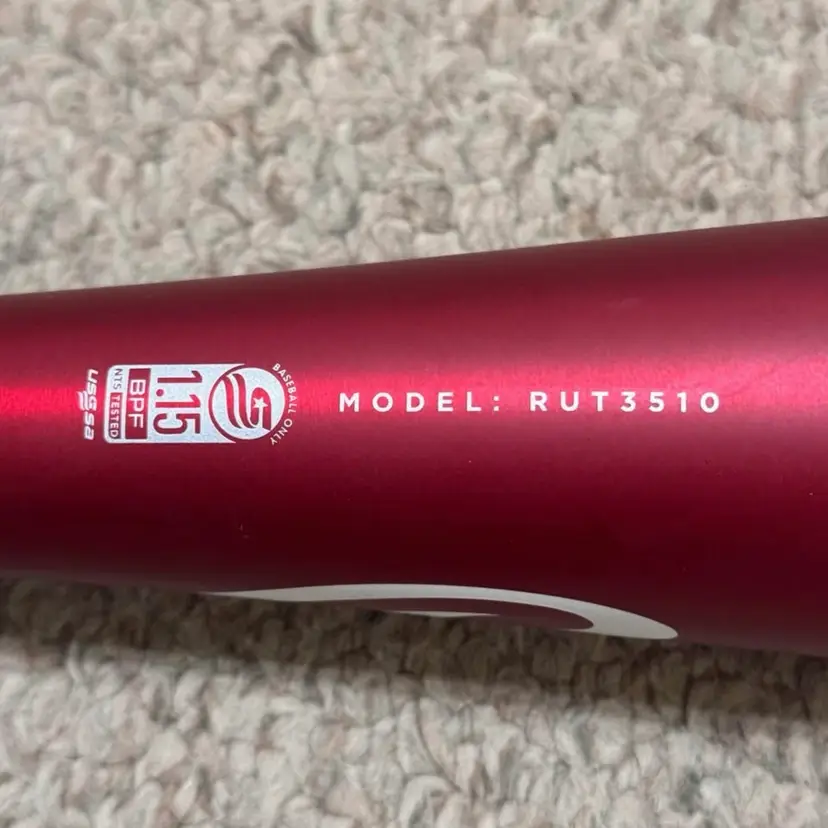 BASEBALL ONLY
1.15
BPF
NTS TESTED
USSSA
MODEL: RUT3510